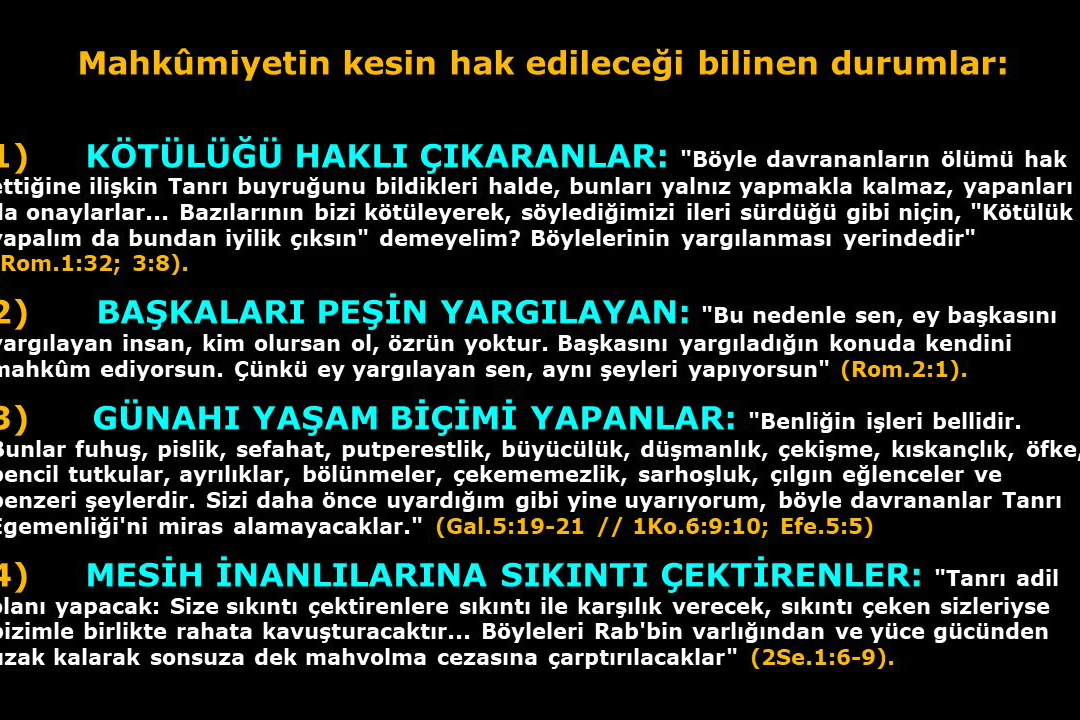 Mahkûmiyetin kesin hak edileceği bilinen durumlar:
1) KÖTÜLÜĞÜ HAKLI ÇIKARANLAR: "Böyle davrananların ölümü hak
ettiğine ilişkin Tanrı buyruğunu bildikleri halde, bunları yalnız yapmakla kalmaz, yapanları
da onaylarlar... Bazılarının bizi kötüleyerek, söylediğimizi ileri sürdüğü gibi niçin, "Kötülük
yapalım da bundan iyilik çıksın" demeyelim? Böylelerinin yargılanması yerindedir"
(Rom.1:32; 3:8).
2) BAŞKALARI PEŞİN YARGILAYAN: "Bu nedenle sen, ey başkasını
yargılayan insan, kim olursan ol, özrün yoktur. Başkasını yargıladığın konuda kendini
mahkûm ediyorsun. Çünkü ey yargılayan sen, aynı şeyleri yapıyorsun" (Rom.2:1).
3) GÜNAHI YAŞAM BİÇİMİ YAPANLAR: "Benliğin işleri bellidir.
Bunlar fuhuş, pislik, sefahat, putperestlik, büyücülük, düşmanlık, çekişme, kıskançlık, öfke,
bencil tutkular, ayrılıklar, bölünmeler, çekememezlik, sarhoşluk, çılgın eğlenceler ve
benzeri şeylerdir. Sizi daha önce uyardığım gibi yine uyarıyorum, böyle davrananlar Tanrı
Egemenliği'ni miras alamayacaklar." (Gal.5:19-21 // 1Ko.6:9:10; Efe.5:5)
4) MESİH İNANLILARINA SIKINTI ÇEKTİRENLER: "Tanrı adil
olanı yapacak: Size sıkıntı çektirenlere sıkıntı ile karşılık verecek, sıkıntı çeken sizleriyse
bizimle birlikte rahata kavuşturacaktır... Böyleleri Rab'bin varlığından ve yüce gücünden
uzak kalarak sonsuza dek mahvolma cezasına çarptırılacaklar" (2Se.1:6-9).